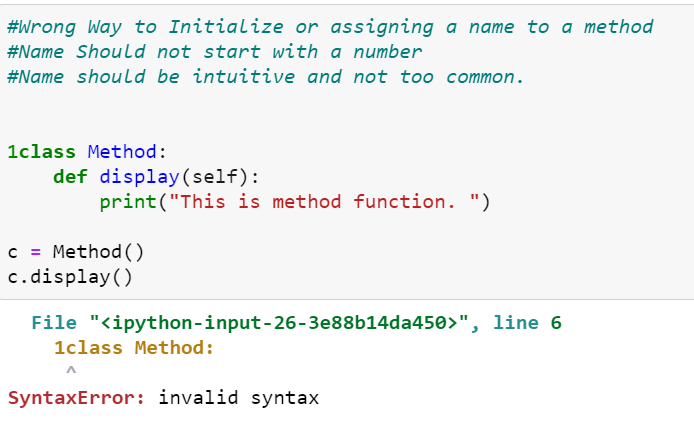 #Wrong Way to Initialize or assigning a name to a method
#Name Should not start with a number
#Name should be intuitive and not too common.
1class Method:
    def display(self):
        print("This is method function. ")
c = Method()
c.display()
  File "<ipython-input-26-3e88b14da450>", line 6
    1class Method:
     ^
SyntaxError: invalid syntax